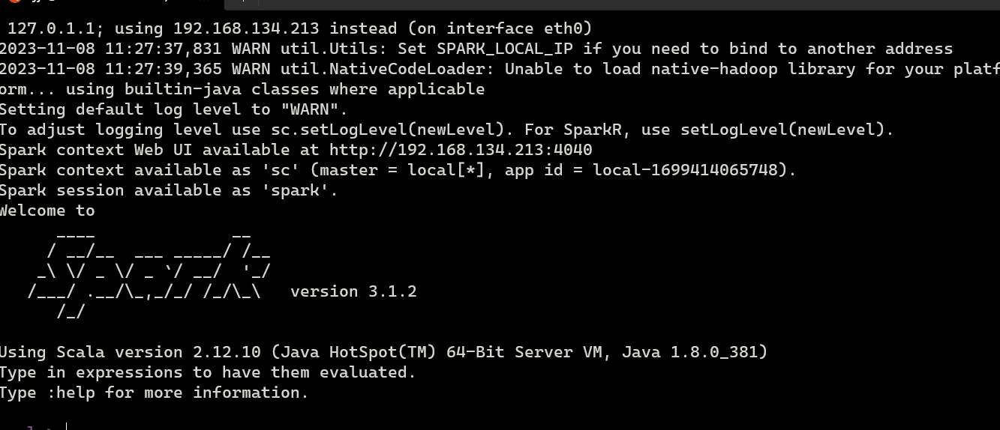 127.0.1.1; using 192.168.134.213 instead (on interface eth0)
2023-11-08 11:27:37,831 WARN util.Utils: Set SPARK_LOCAL_IP if you need to bind to another address
2023-11-08 11:27:39,365 WARN util.NativeCodeLoader: Unable to load native-hadoop library for your platf
orm... using builtin-java classes where applicable
Setting default log level to "WARN".
To adjust logging level use sc.setLogLevel(newLevel). For SparkR, use setLogLevel(newLevel).
Spark context Web UI available at http://192.168.134.213:4040
Spark context available as 'sc' (master = local[*], app id = local-1699414065748).
Spark session available as 'spark'.
Welcome to
      ____              __
     / __/__  ___ _____/ /__
    _\ \/ _ \/ _ `/ __/  '_/
   /___/ .__/\_,_/_/ /_/\_\   version 3.1.2
      /_/
Using Scala version 2.12.10 (Java HotSpot(TM) 64-Bit Server VM, Java 1.8.0_381)
Type in expressions to have them evaluated.
Type :help for more information.